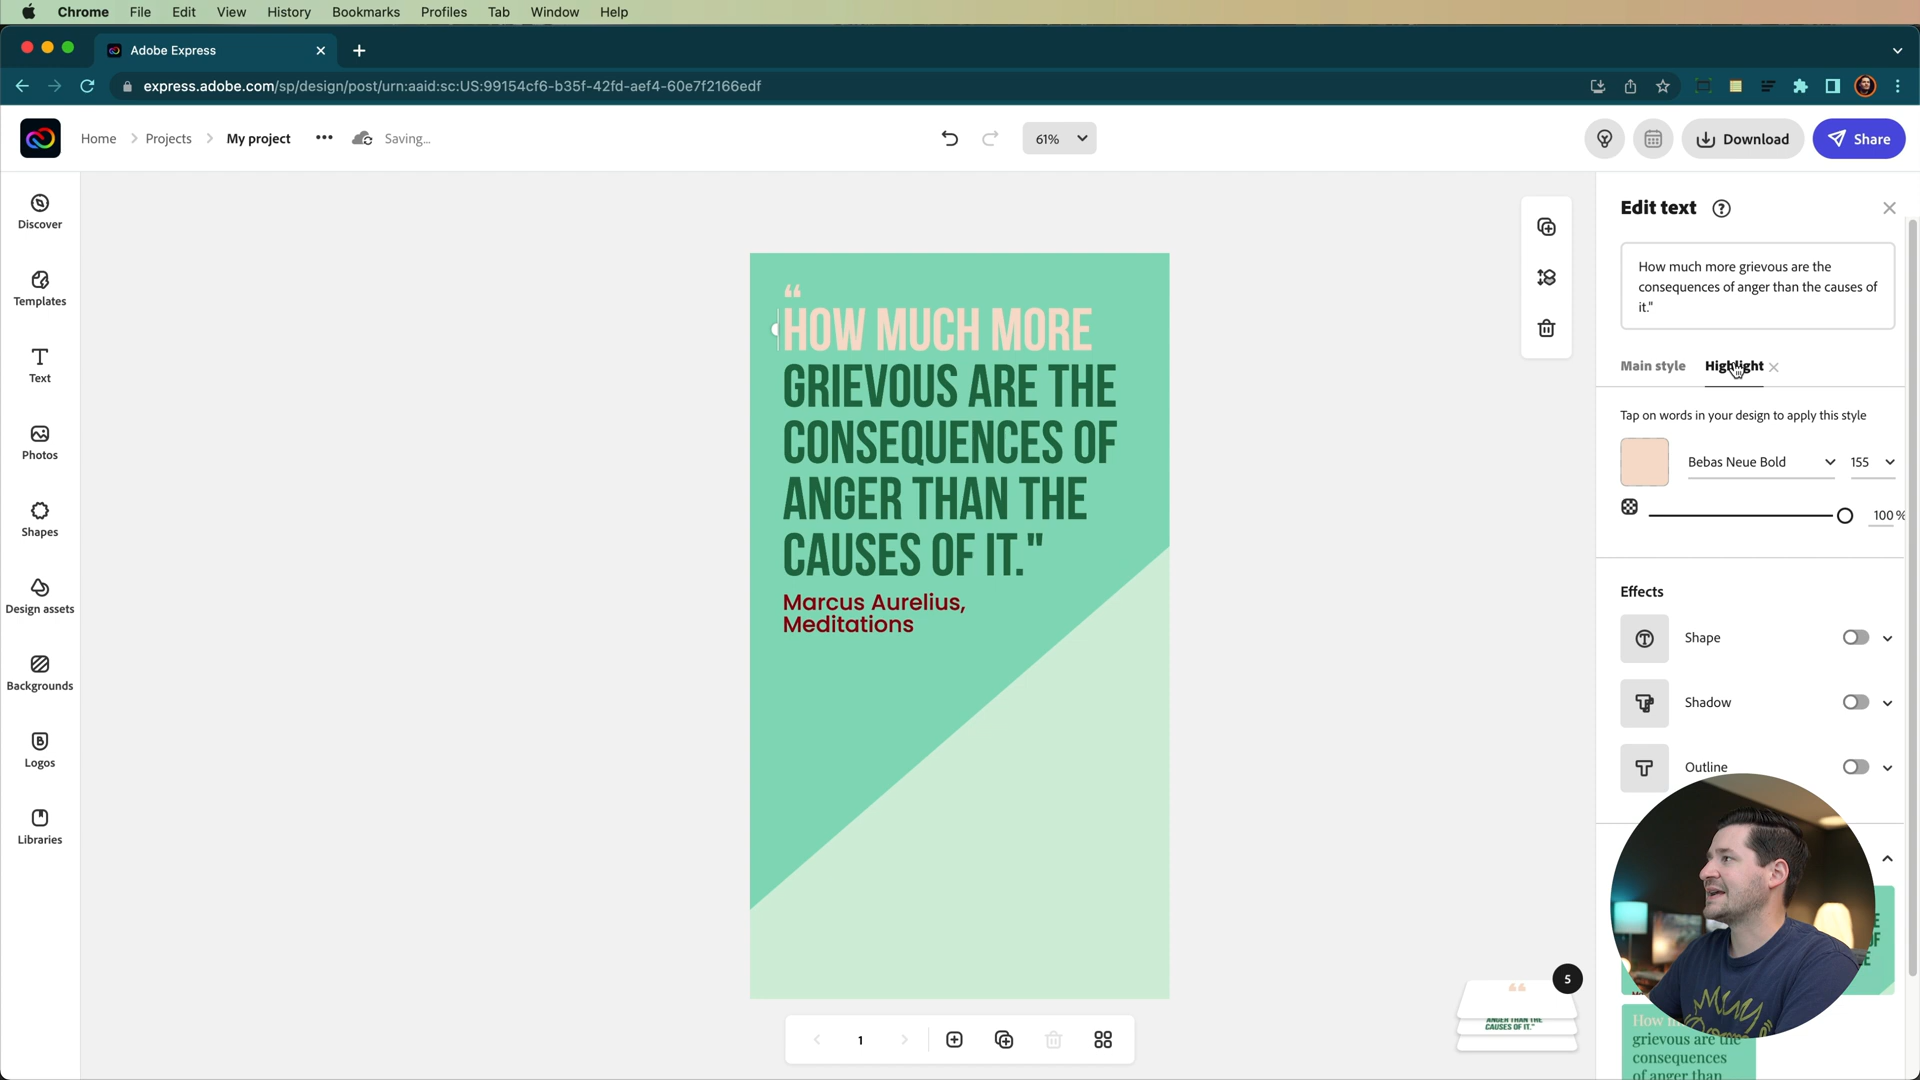 Chrome File Edit View History Bookmarks Profiles Tab Window Help
Adobe Express
express.adobe.com/sp/design/post/urn:aaid:sc:US:99154cf6-b35f-42fd-aef4-60e7f2166edf
Home Projects My project Saving...
61%
Download Share
Discover
Templates
Text
Photos
Shapes
Design assets
Backgrounds
Logos
Libraries
“
HOW MUCH MORE
GRIEVOUS ARE THE
CONSEQUENCES OF
ANGER THAN THE
CAUSES OF IT."
Marcus Aurelius,
Meditations
1
5
ANGER THAN THE
CAUSES OF IT."
Edit text
How much more grievous are the
consequences of anger than the causes of
it."
Main style Highlight
Tap on words in your design to apply this style
Bebas Neue Bold 155
100 %
Effects
Shape
Shadow
Outline
How
grievous are the
consequences
of anger than